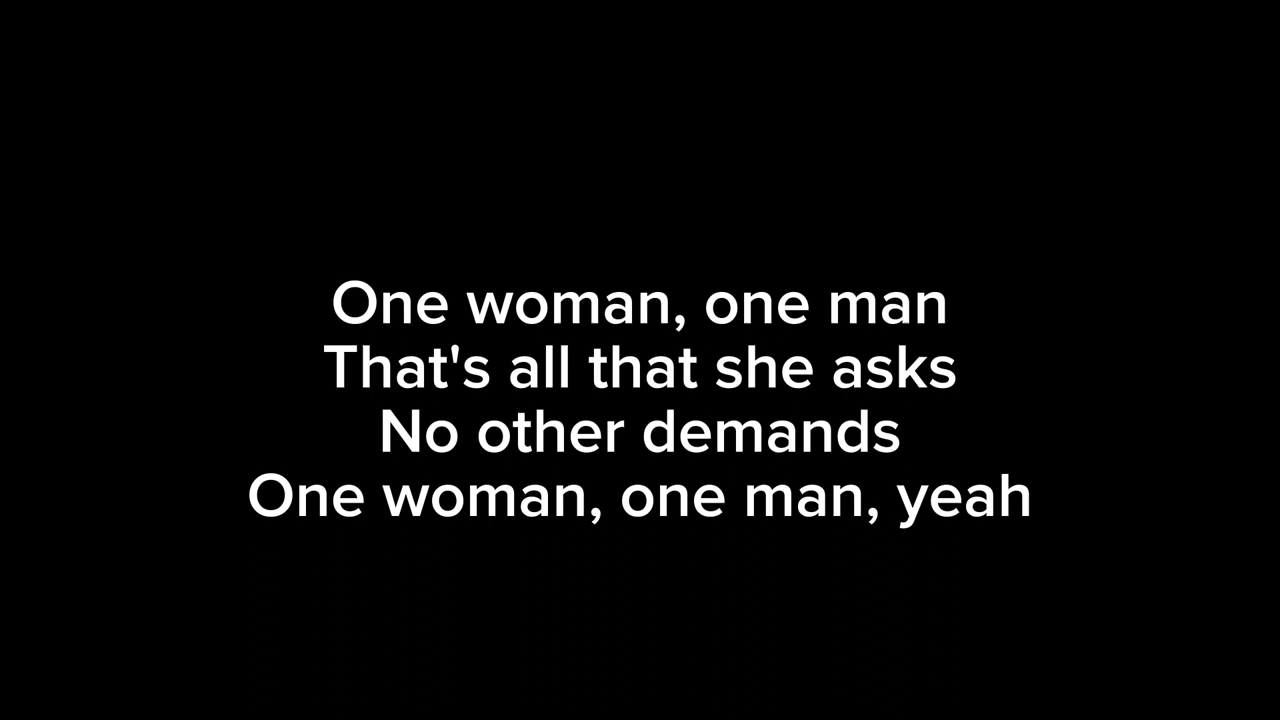 One woman, one man
That's all that she asks
No other demands
One woman, one man, yeah